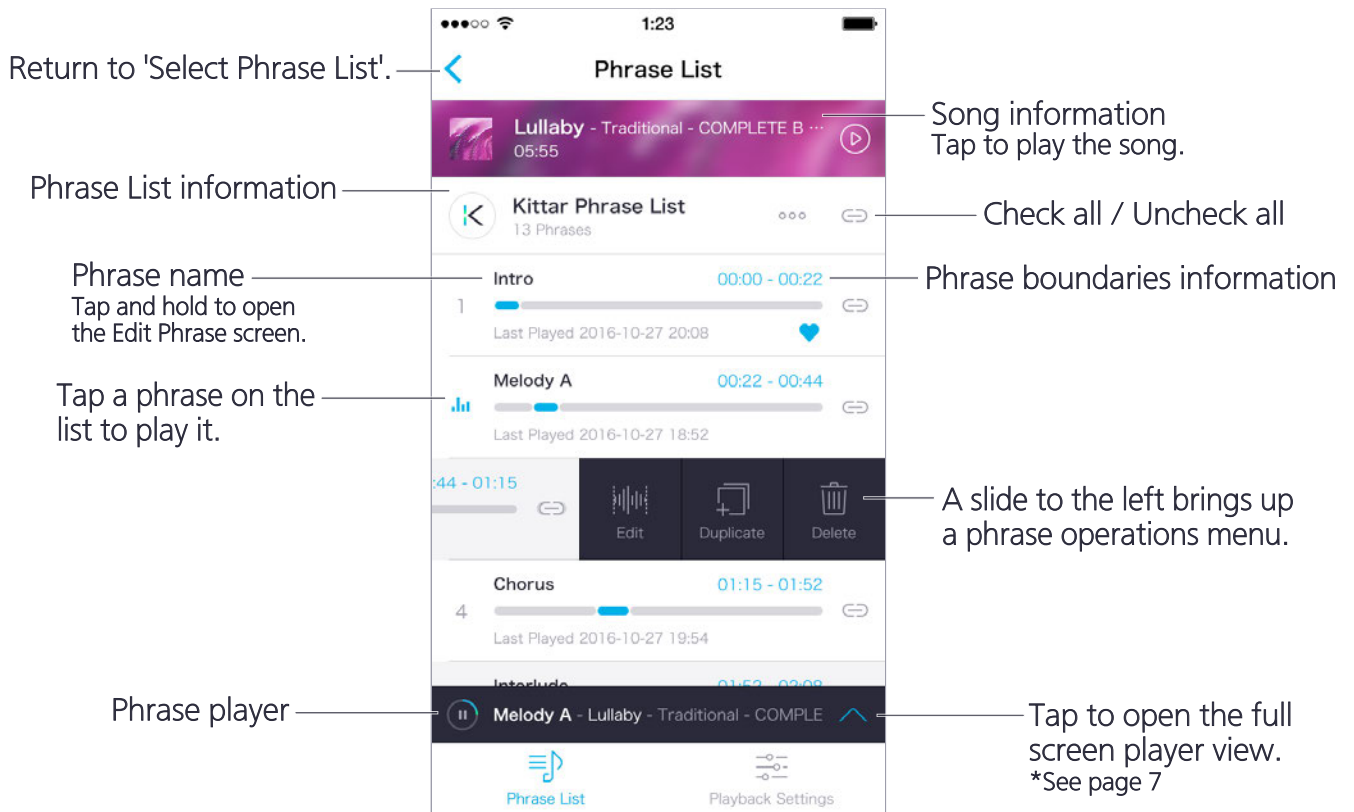 1:23
Return to 'Select Phrase List'.
Phrase List
Lullaby - Traditional - COMPLETE B ···
05:55
Song information
Tap to play the song.
Phrase List information
Kittar Phrase List
13 Phrases
Check all / Uncheck all
Phrase name
Tap and hold to open
the Edit Phrase screen.
Intro 00:00 - 00:22
1
Last Played 2016-10-27 20:08
Phrase boundaries information
Tap a phrase on the
list to play it.
Melody A 00:22 - 00:44
Last Played 2016-10-27 18:52
:44 - 01:15
Edit Duplicate Delete
A slide to the left brings up
a phrase operations menu.
Chorus 01:15 - 01:52
4
Last Played 2016-10-27 19:54
Interlude 01:52 - 02:08
Phrase player
Melody A - Lullaby - Traditional - COMPLE
Tap to open the full
screen player view.
*See page 7
Phrase List Playback Settings